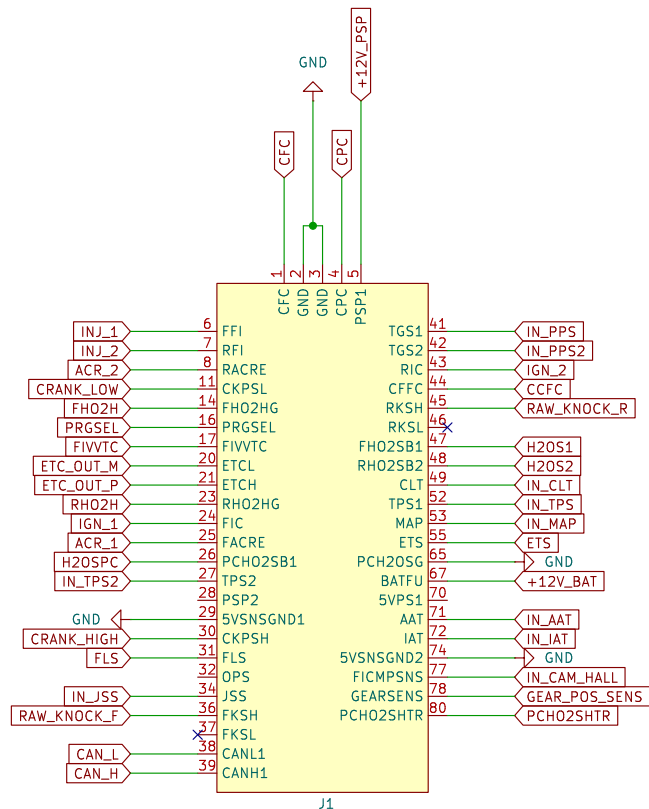 +12V_PSP
GND
CFC
CPC
1 2 3 4 5
CFC GND GND CPC PSP1
INJ_1 6 FFI TGS1 41 IN_PPS
INJ_2 7 RFI TGS2 42 IN_PPS2
ACR_2 8 RACRE RIC 43 IGN_2
CRANK_LOW 11 CKPSL CFFC 44 CCFC
FHO2H 14 FHO2HG RKSH 45 RAW_KNOCK_R
PRGSEL 16 PRGSEL RKSL 46
FIVVTC 17 FIVVTC FHO2SB1 47 H2OS1
ETC_OUT_M 20 ETCL RHO2SB2 48 H2OS2
ETC_OUT_P 21 ETCH CLT 49 IN_CLT
RHO2H 23 RHO2HG TPS1 52 IN_TPS
IGN_1 24 FIC MAP 53 IN_MAP
ACR_1 25 FACRE ETS 55 ETS
H2OSPC 26 PCHO2SB1 PCH2OSG 65 GND
IN_TPS2 27 TPS2 BATFU 67 +12V_BAT
28 PSP2 5VPS1 70
GND 29 5VSNSGND1 AAT 71 IN_AAT
CRANK_HIGH 30 CKPSH IAT 72 IN_IAT
FLS 31 FLS 5VSNSGND2 74 GND
32 OPS FICMPSNS 77 IN_CAM_HALL
IN_JSS 34 JSS GEARSENS 78 GEAR_POS_SENS
RAW_KNOCK_F 36 FKSH PCHO2SHTR 80 PCHO2SHTR
37 FKSL
CAN_L 38 CANL1
CAN_H 39 CANH1
J1